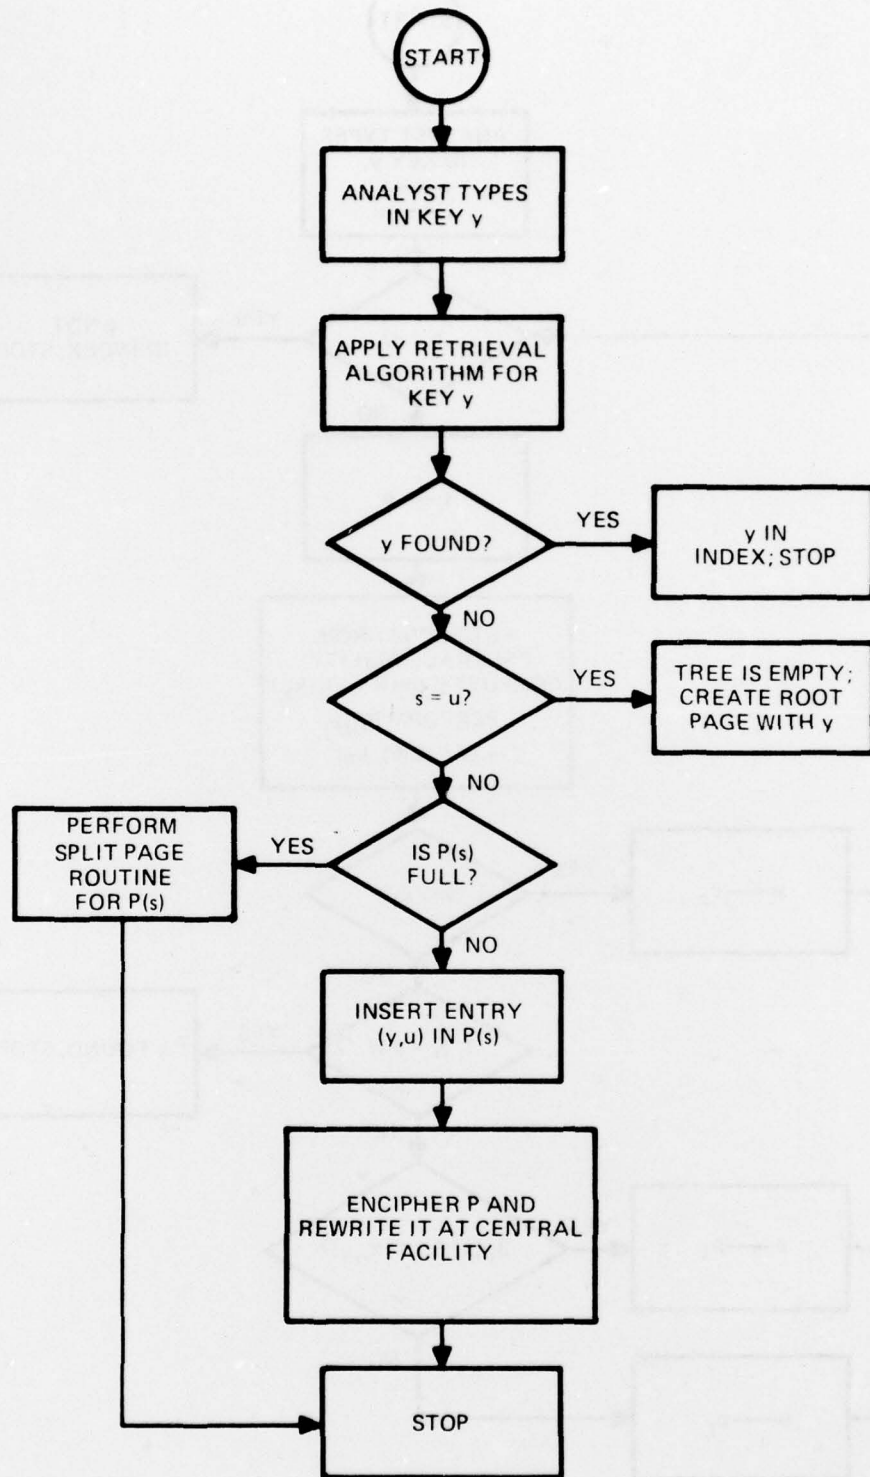 START
ANALYST TYPES
IN KEY y
APPLY RETRIEVAL
ALGORITHM FOR
KEY y
y FOUND?
YES
y IN
INDEX; STOP
NO
s = u?
YES
TREE IS EMPTY;
CREATE ROOT
PAGE WITH y
NO
IS P(s)
FULL?
YES
PERFORM
SPLIT PAGE
ROUTINE
FOR P(s)
NO
INSERT ENTRY
(y,u) IN P(s)
ENCIPHER P AND
REWRITE IT AT CENTRAL
FACILITY
STOP